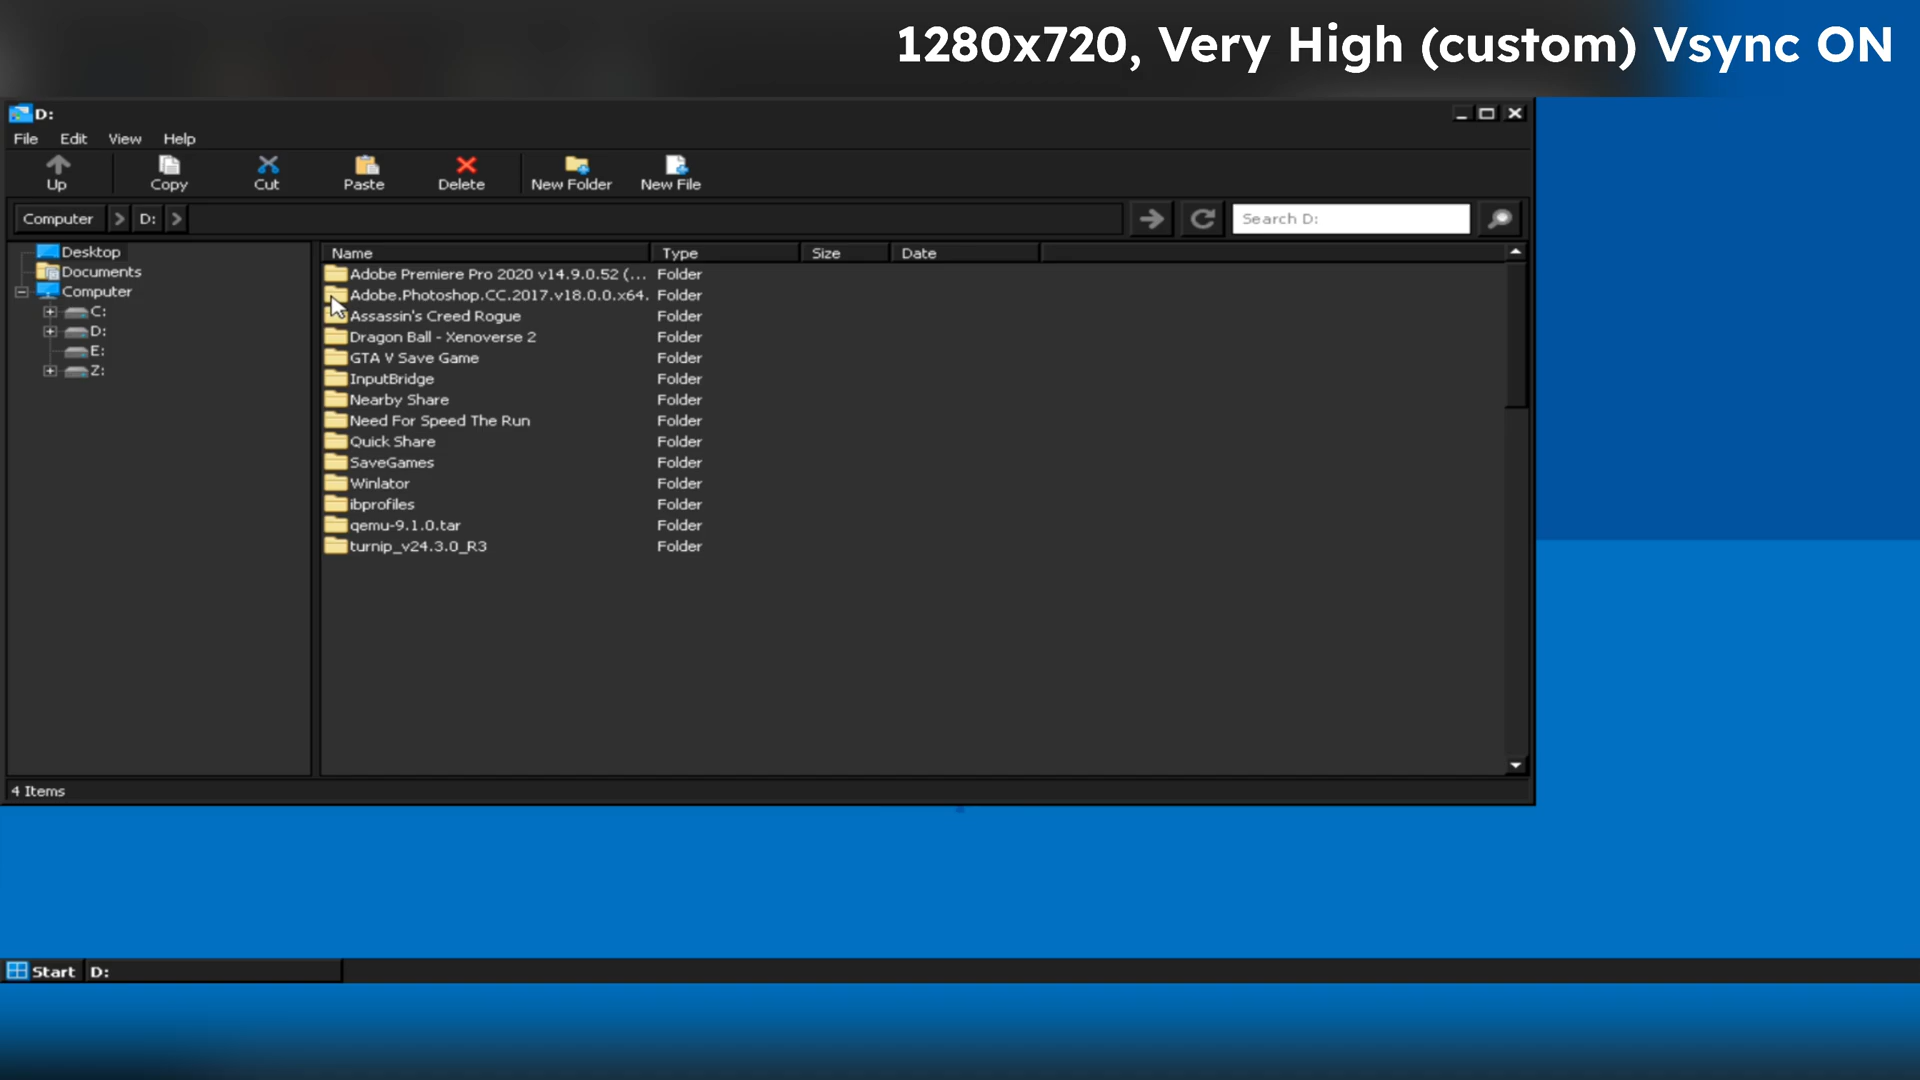 1280x720, Very High (custom) Vsync ON
D:
File Edit View Help
Up Copy Cut Paste Delete New Folder New File
Computer D: Search D:
Desktop
Documents
Computer
C:
D:
E:
Z:
Name Type Size Date
Adobe Premiere Pro 2020 v14.9.0.52 (... Folder
Adobe.Photoshop.CC.2017.v18.0.0.x64. Folder
Assassin's Creed Rogue Folder
Dragon Ball - Xenoverse 2 Folder
GTA V Save Game Folder
InputBridge Folder
Nearby Share Folder
Need For Speed The Run Folder
Quick Share Folder
SaveGames Folder
Winlator Folder
ibprofiles Folder
qemu-9.1.0.tar Folder
turnip_v24.3.0_R3 Folder
4 Items
Start D: